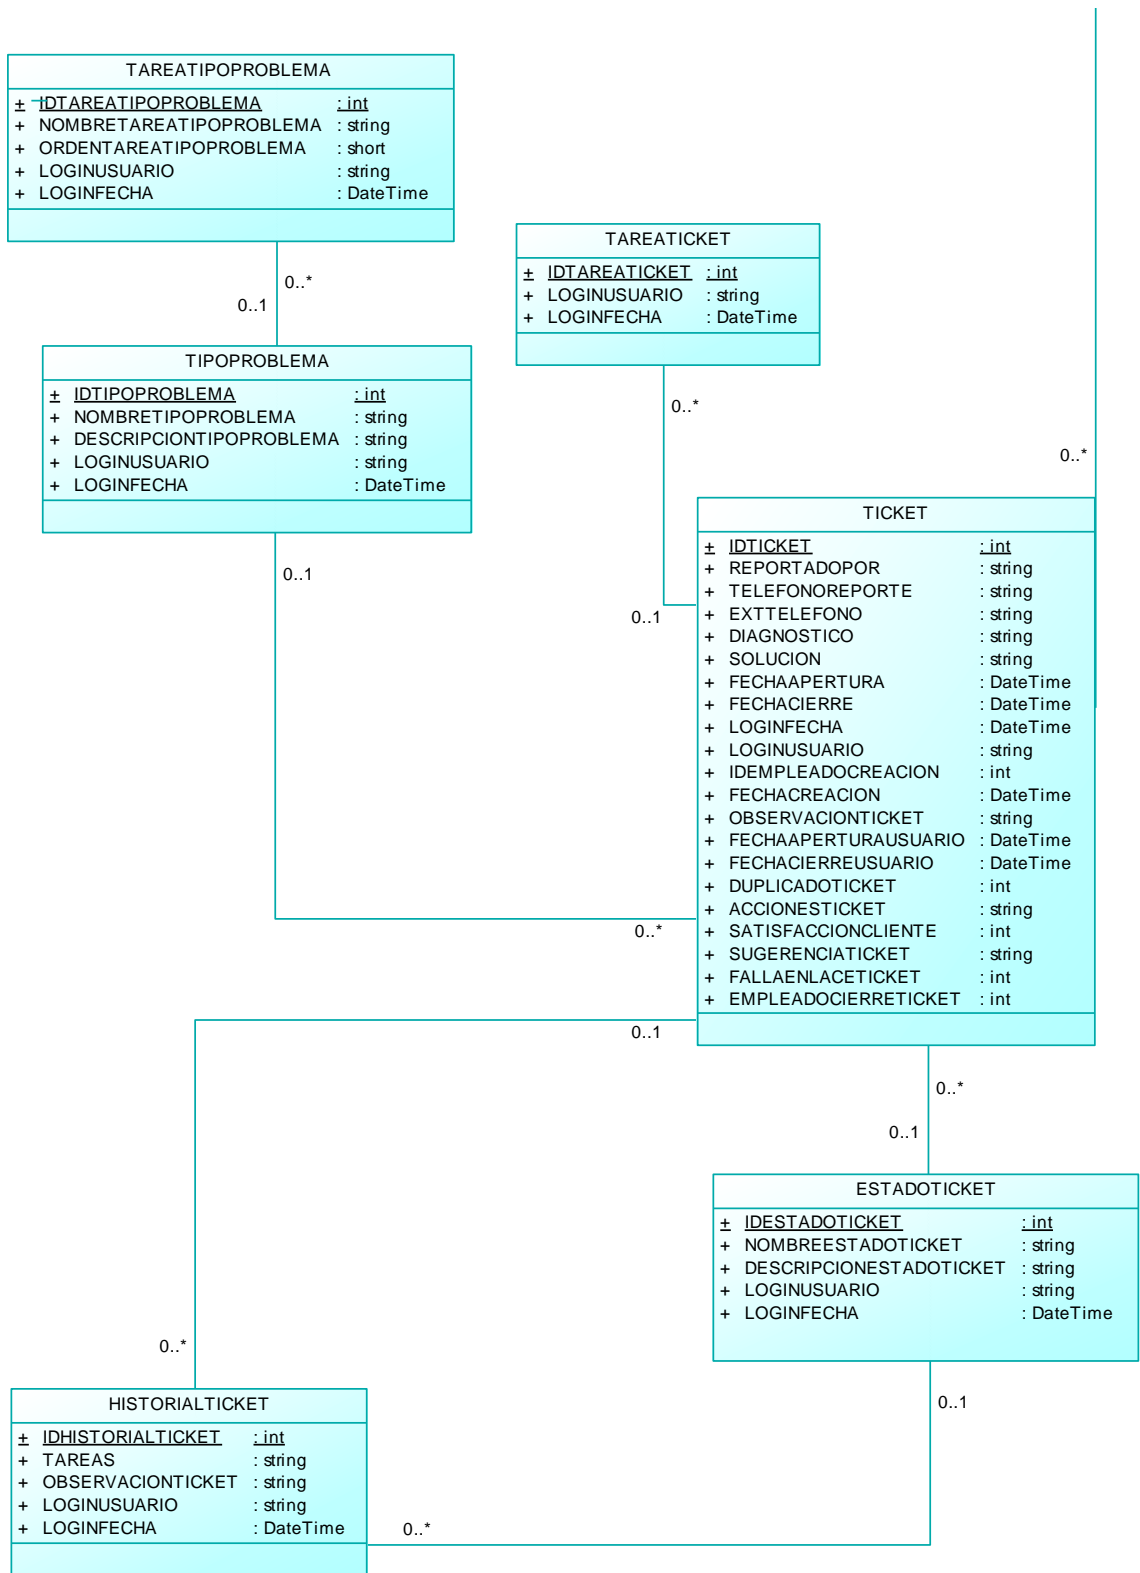 TAREATIPOPROBLEMA
+ IDTAREATIPOPROBLEMA : int
+ NOMBRETAREATIPOPROBLEMA : string
+ ORDENTAREATIPOPROBLEMA : short
+ LOGINUSUARIO : string
+ LOGINFECHA : DateTime
0..*
0..1
TAREATICKET
+ IDTAREATICKET : int
+ LOGINUSUARIO : string
+ LOGINFECHA : DateTime
0..*
0..1
TIPOPROBLEMA
+ IDTIPOPROBLEMA : int
+ NOMBRETIPOPROBLEMA : string
+ DESCRIPCIONTIPOPROBLEMA : string
+ LOGINUSUARIO : string
+ LOGINFECHA : DateTime
0..1
0..*
0..*
TICKET
+ IDTICKET : int
+ REPORTADOPOR : string
+ TELEFONOREPORTE : string
+ EXTTELEFONO : string
+ DIAGNOSTICO : string
+ SOLUCION : string
+ FECHAAPERTURA : DateTime
+ FECHACIERRE : DateTime
+ LOGINFECHA : DateTime
+ LOGINUSUARIO : string
+ IDEMPLEADOCREACION : int
+ FECHACREACION : DateTime
+ OBSERVACIONTICKET : string
+ FECHAAPERTURAUSUARIO : DateTime
+ FECHACIERREUSUARIO : DateTime
+ DUPLICADOTICKET : int
+ ACCIONESTICKET : string
+ SATISFACCIONCLIENTE : int
+ SUGERENCIATICKET : string
+ FALLAENLACETICKET : int
+ EMPLEADOCIERRETICKET : int
0..1
0..*
0..*
0..1
ESTADOTICKET
+ IDESTADOTICKET : int
+ NOMBREESTADOTICKET : string
+ DESCRIPCIONESTADOTICKET : string
+ LOGINUSUARIO : string
+ LOGINFECHA : DateTime
0..1
0..*
HISTORIALTICKET
+ IDHISTORIALTICKET : int
+ TAREAS : string
+ OBSERVACIONTICKET : string
+ LOGINUSUARIO : string
+ LOGINFECHA : DateTime